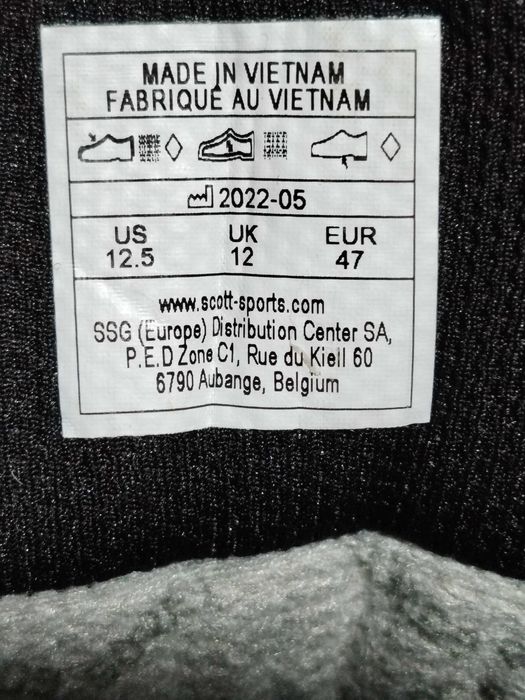 MADE IN VIETNAM
FABRIQUÉ AU VIETNAM
2022-05
US UK EUR
12.5 12 47
www.scott-sports.com
SSG (Europe) Distribution Center SA,
P.E.D Zone C1, Rue du Kiell 60
6790 Aubange, Belgium